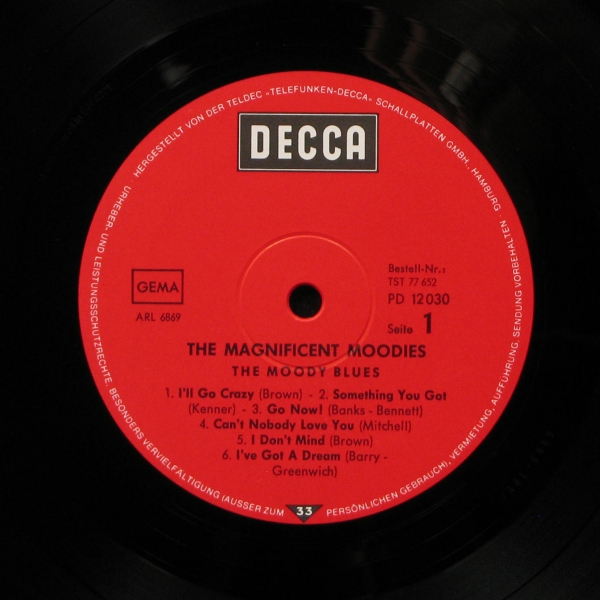 HERGESTELLT VON DER TELDEC »TELEFUNKEN-DECCA« SCHALLPLATTEN GMBH., HAMBURG ·
DECCA
GEMA
ARL 6869
Bestell-Nr.:
TST 77 652
PD 12 030
Seite 1
THE MAGNIFICENT MOODIES
THE MOODY BLUES
1. I'll Go Crazy (Brown) - 2. Something You Got
(Kenner) - 3. Go Now! (Banks - Bennett)
4. Can't Nobody Love You (Mitchell)
5. I Don't Mind (Brown)
6. I've Got A Dream (Barry -
Greenwich)
URHEBER- UND LEISTUNGSSCHUTZRECHTE, BESONDERS VERVIELFÄLTIGUNG (AUSSER ZUM
33
PERSÖNLICHEN GEBRAUCH), VERMIETUNG, AUFFÜHRUNG, SENDUNG VORBEHALTEN